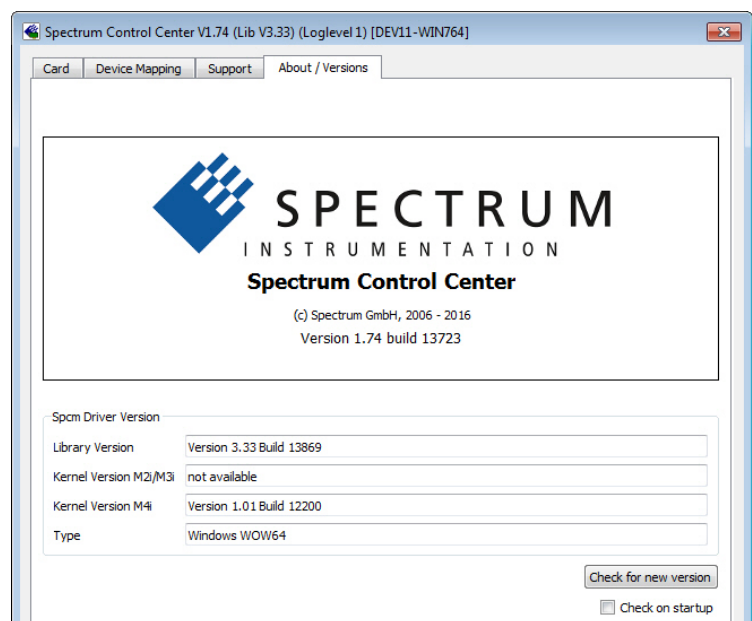 Spectrum Control Center V1.74 (Lib V3.33) (Loglevel 1) [DEV11-WIN764]
Card Device Mapping Support About / Versions
SPECTRUM
INSTRUMENTATION
Spectrum Control Center
(c) Spectrum GmbH, 2006 - 2016
Version 1.74 build 13723
Spcm Driver Version
Library Version Version 3.33 Build 13869
Kernel Version M2i/M3i not available
Kernel Version M4i Version 1.01 Build 12200
Type Windows WOW64
Check for new version
Check on startup